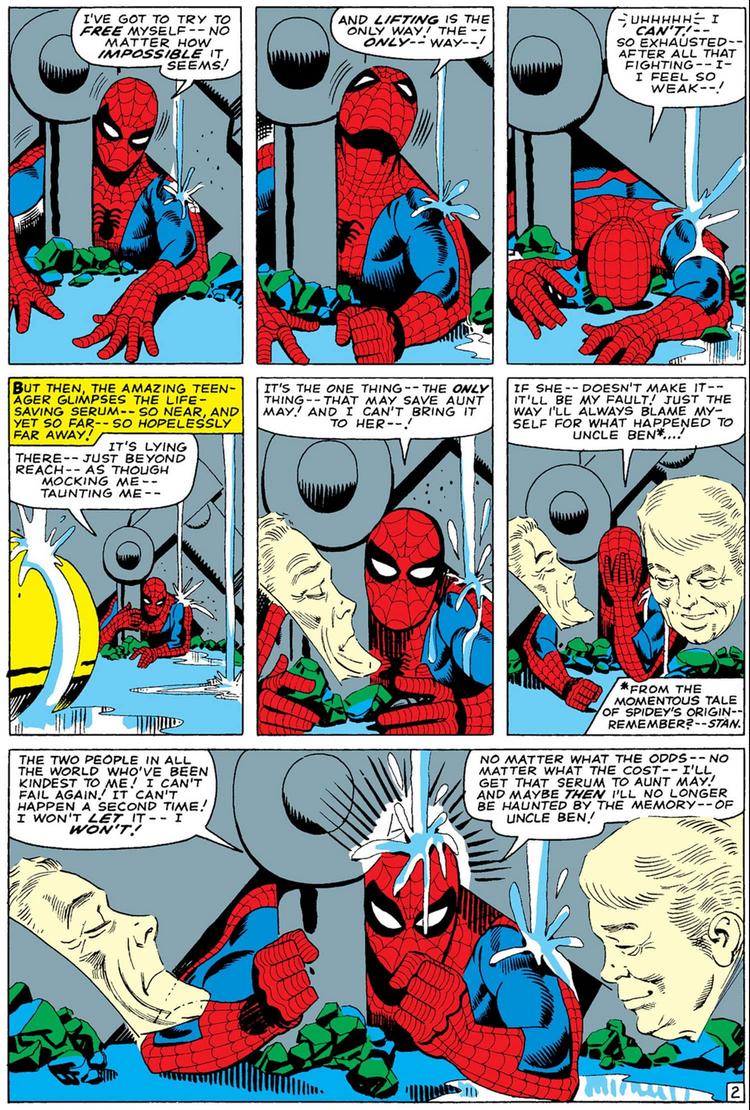 I'VE GOT TO TRY TO
FREE MYSELF--NO
MATTER HOW
IMPOSSIBLE IT
SEEMS!
AND LIFTING IS THE
ONLY WAY! THE--
ONLY--WAY--!
UHHHHH- I
CAN'T!--
SO EXHAUSTED--
AFTER ALL THAT
FIGHTING--I-
I FEEL SO
WEAK--!
BUT THEN, THE AMAZING TEEN-
AGER GLIMPSES THE LIFE-
SAVING SERUM--SO NEAR, AND
YET SO FAR--SO HOPELESSLY
FAR AWAY!
IT'S LYING
THERE--JUST BEYOND
REACH--AS THOUGH
MOCKING ME--
TAUNTING ME--
IT'S THE ONE THING--THE ONLY
THING--THAT MAY SAVE AUNT
MAY! AND I CAN'T BRING IT
TO HER--!
IF SHE--DOESN'T MAKE IT--
IT'LL BE MY FAULT! JUST THE
WAY I'LL ALWAYS BLAME MY-
SELF FOR WHAT HAPPENED TO
UNCLE BEN*...!
*FROM THE
MOMENTOUS TALE
OF SPIDEY'S ORIGIN--
REMEMBER?--STAN.
THE TWO PEOPLE IN ALL
THE WORLD WHO'VE BEEN
KINDEST TO ME! I CAN'T
FAIL AGAIN! IT CAN'T
HAPPEN A SECOND TIME!
I WON'T LET IT--I
WON'T!
NO MATTER WHAT THE ODDS--NO
MATTER WHAT THE COST--I'LL
GET THAT SERUM TO AUNT MAY!
AND MAYBE THEN I'LL NO LONGER
BE HAUNTED BY THE MEMORY--OF
UNCLE BEN!
2